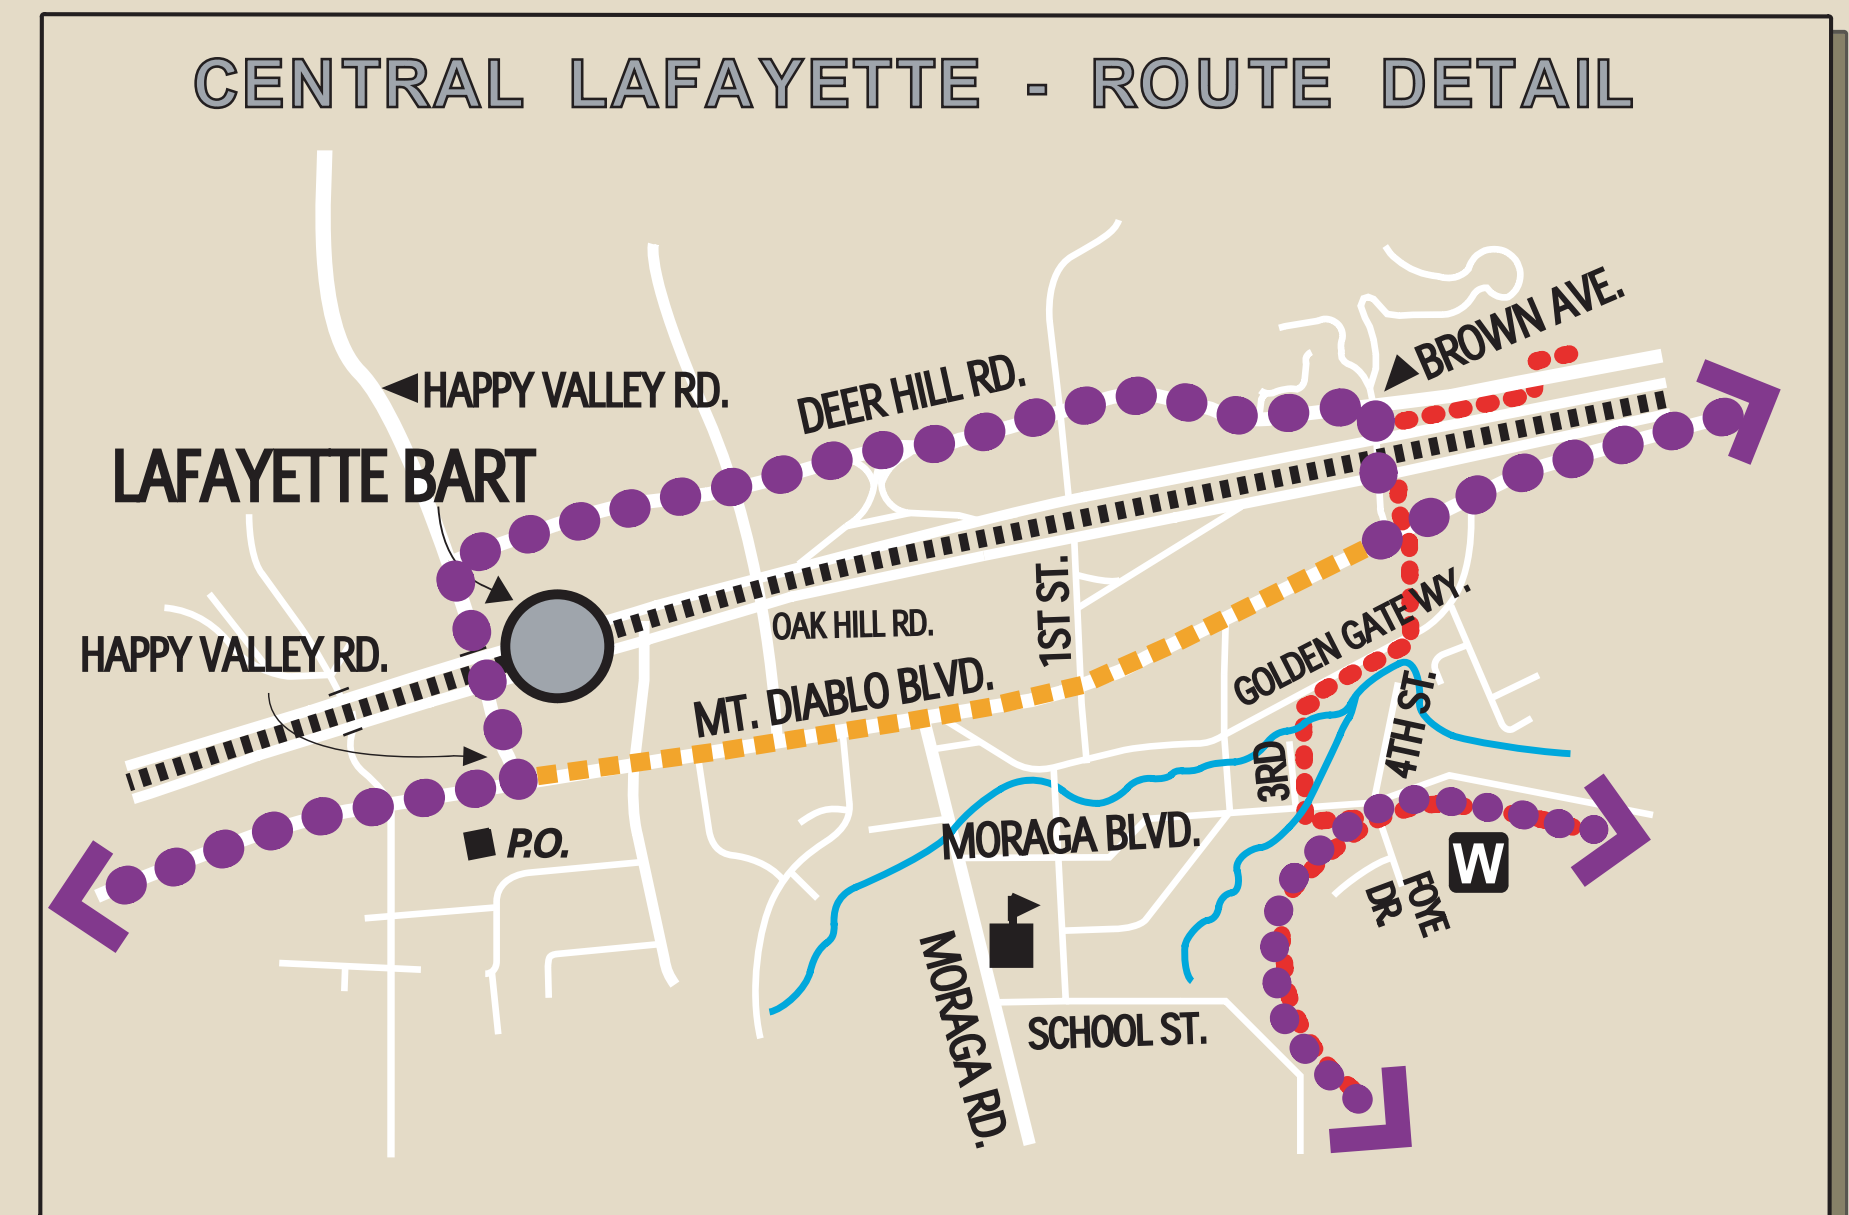 CENTRAL LAFAYETTE - ROUTE DETAIL
BROWN AVE.
HAPPY VALLEY RD.
DEER HILL RD.
LAFAYETTE BART
HAPPY VALLEY RD.
OAK HILL RD.
1ST ST.
GOLDEN GATE WY.
MT. DIABLO BLVD.
4TH ST.
3RD
MORAGA BLVD.
P.O.
W
FOYE
DR.
MORAGA RD.
SCHOOL ST.